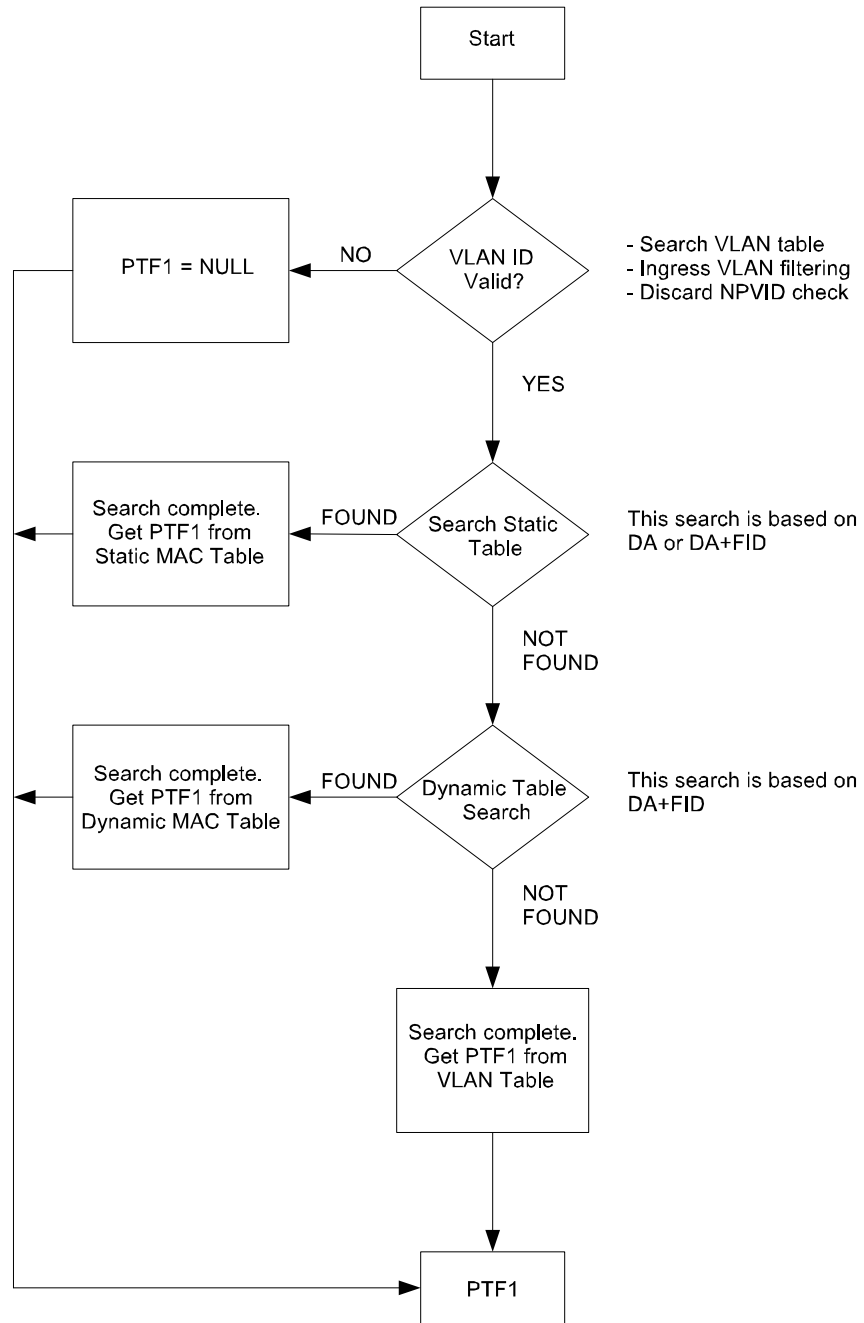 Start
PTF1 = NULL
NO
VLAN ID
Valid?
- Search VLAN table
- Ingress VLAN filtering
- Discard NPVID check
YES
Search complete.
Get PTF1 from
Static MAC Table
FOUND
Search Static
Table
This search is based on
DA or DA+FID
NOT
FOUND
Search complete.
Get PTF1 from
Dynamic MAC Table
FOUND
Dynamic Table
Search
This search is based on
DA+FID
NOT
FOUND
Search complete.
Get PTF1 from
VLAN Table
PTF1